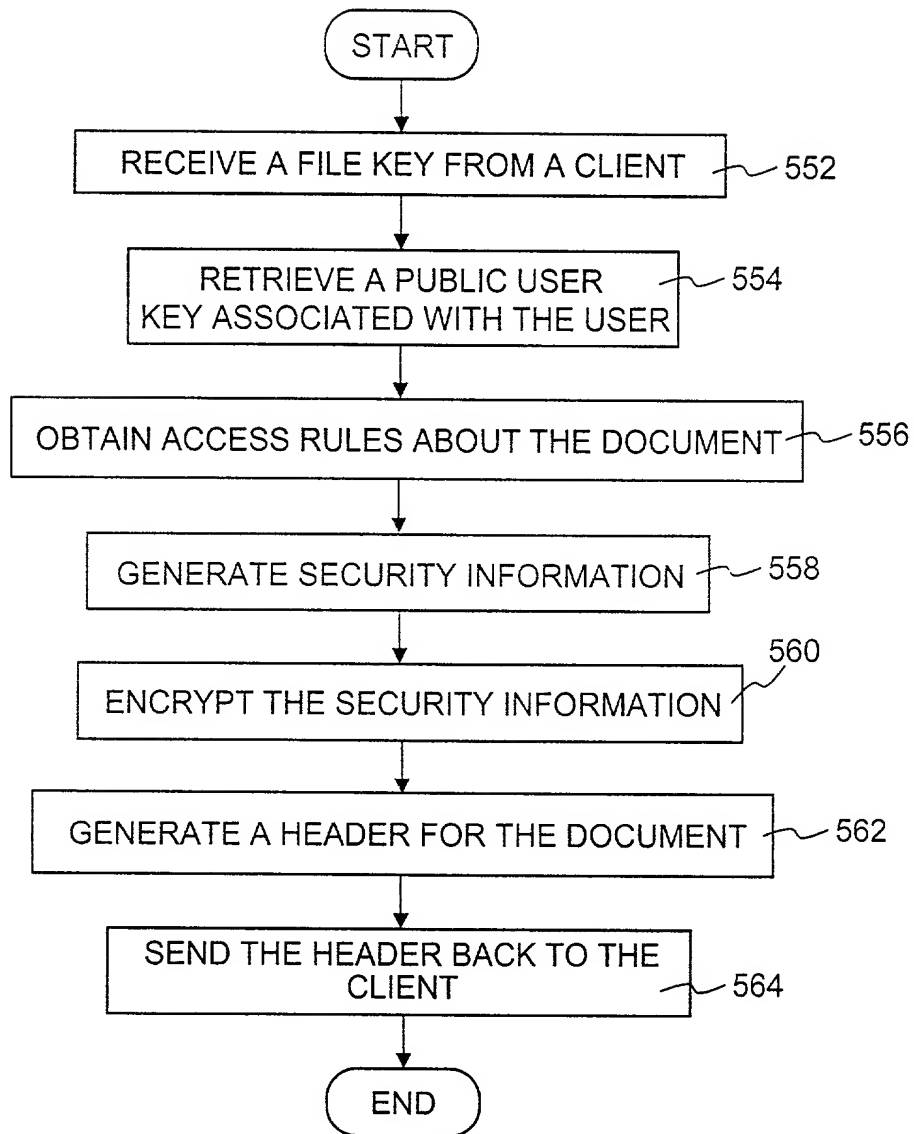 START
RECEIVE A FILE KEY FROM A CLIENT
552
RETRIEVE A PUBLIC USER
KEY ASSOCIATED WITH THE USER
554
OBTAIN ACCESS RULES ABOUT THE DOCUMENT
556
GENERATE SECURITY INFORMATION
558
ENCRYPT THE SECURITY INFORMATION
560
GENERATE A HEADER FOR THE DOCUMENT
562
SEND THE HEADER BACK TO THE
CLIENT
564
END